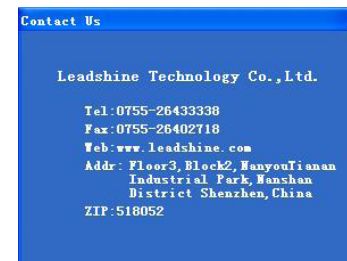 Contact Us
Leadshine Technology Co.,Ltd.
Tel:0755-26433338
Fax:0755-26402718
Web:www.leadshine.com
Addr: Floor3,Block2,NanyouTianan
Industrial Park,Nanshan
District Shenzhen,China
ZIP:518052